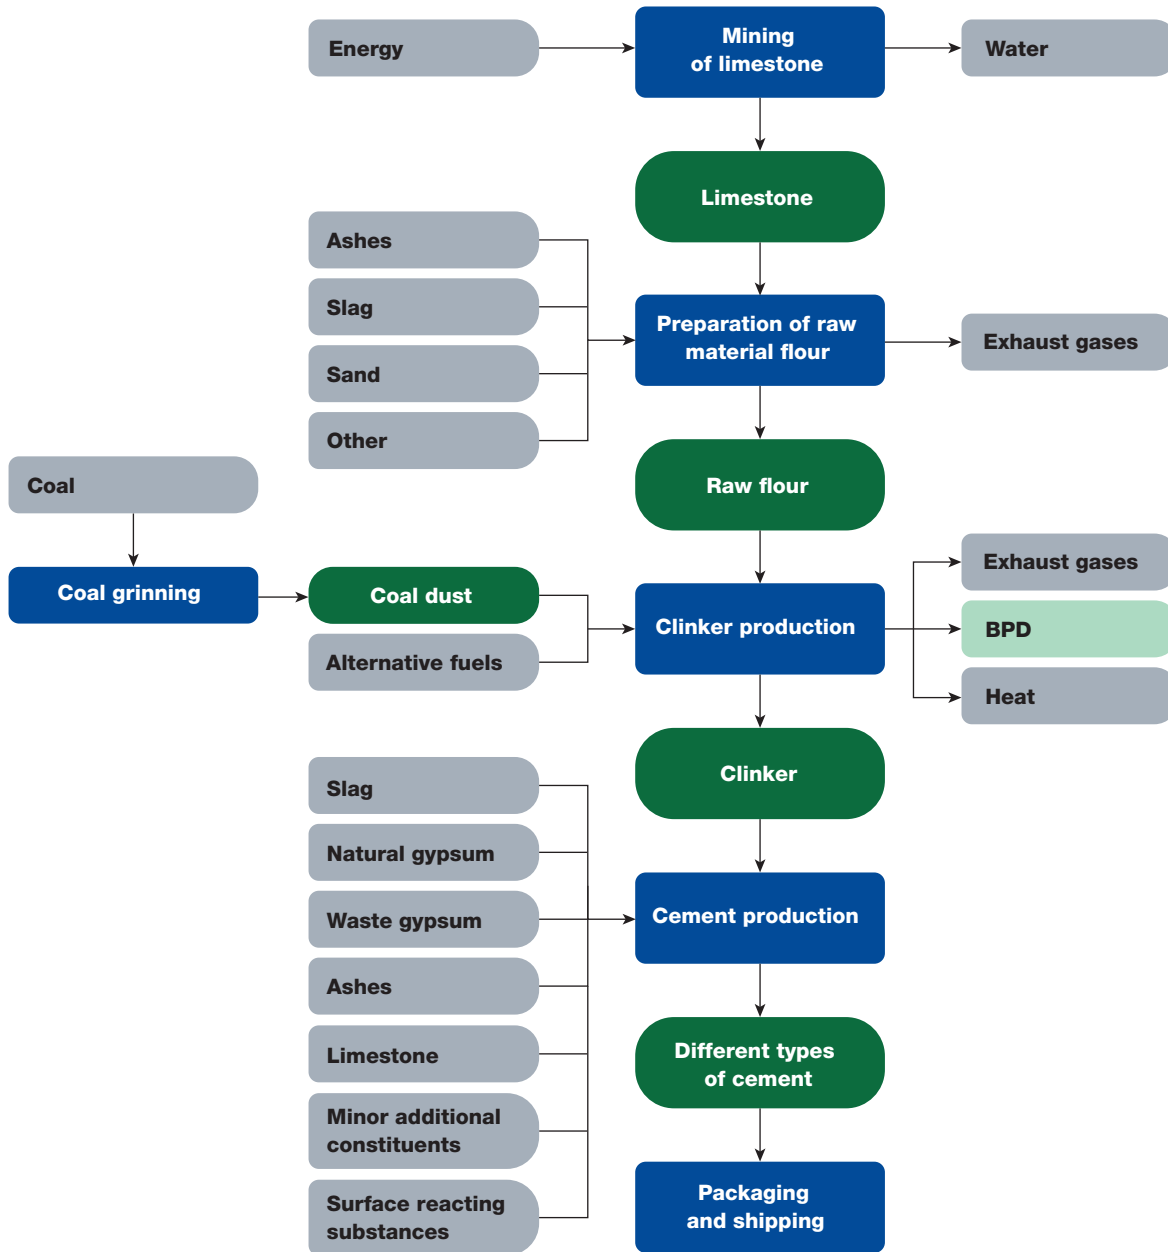 Energy
Mining
of limestone
Water
Limestone
Ashes
Slag
Sand
Other
Preparation of raw
material flour
Exhaust gases
Raw flour
Coal
Coal grinning
Coal dust
Alternative fuels
Clinker production
Exhaust gases
BPD
Heat
Clinker
Slag
Natural gypsum
Waste gypsum
Ashes
Limestone
Minor additional
constituents
Surface reacting
substances
Cement production
Different types
of cement
Packaging
and shipping